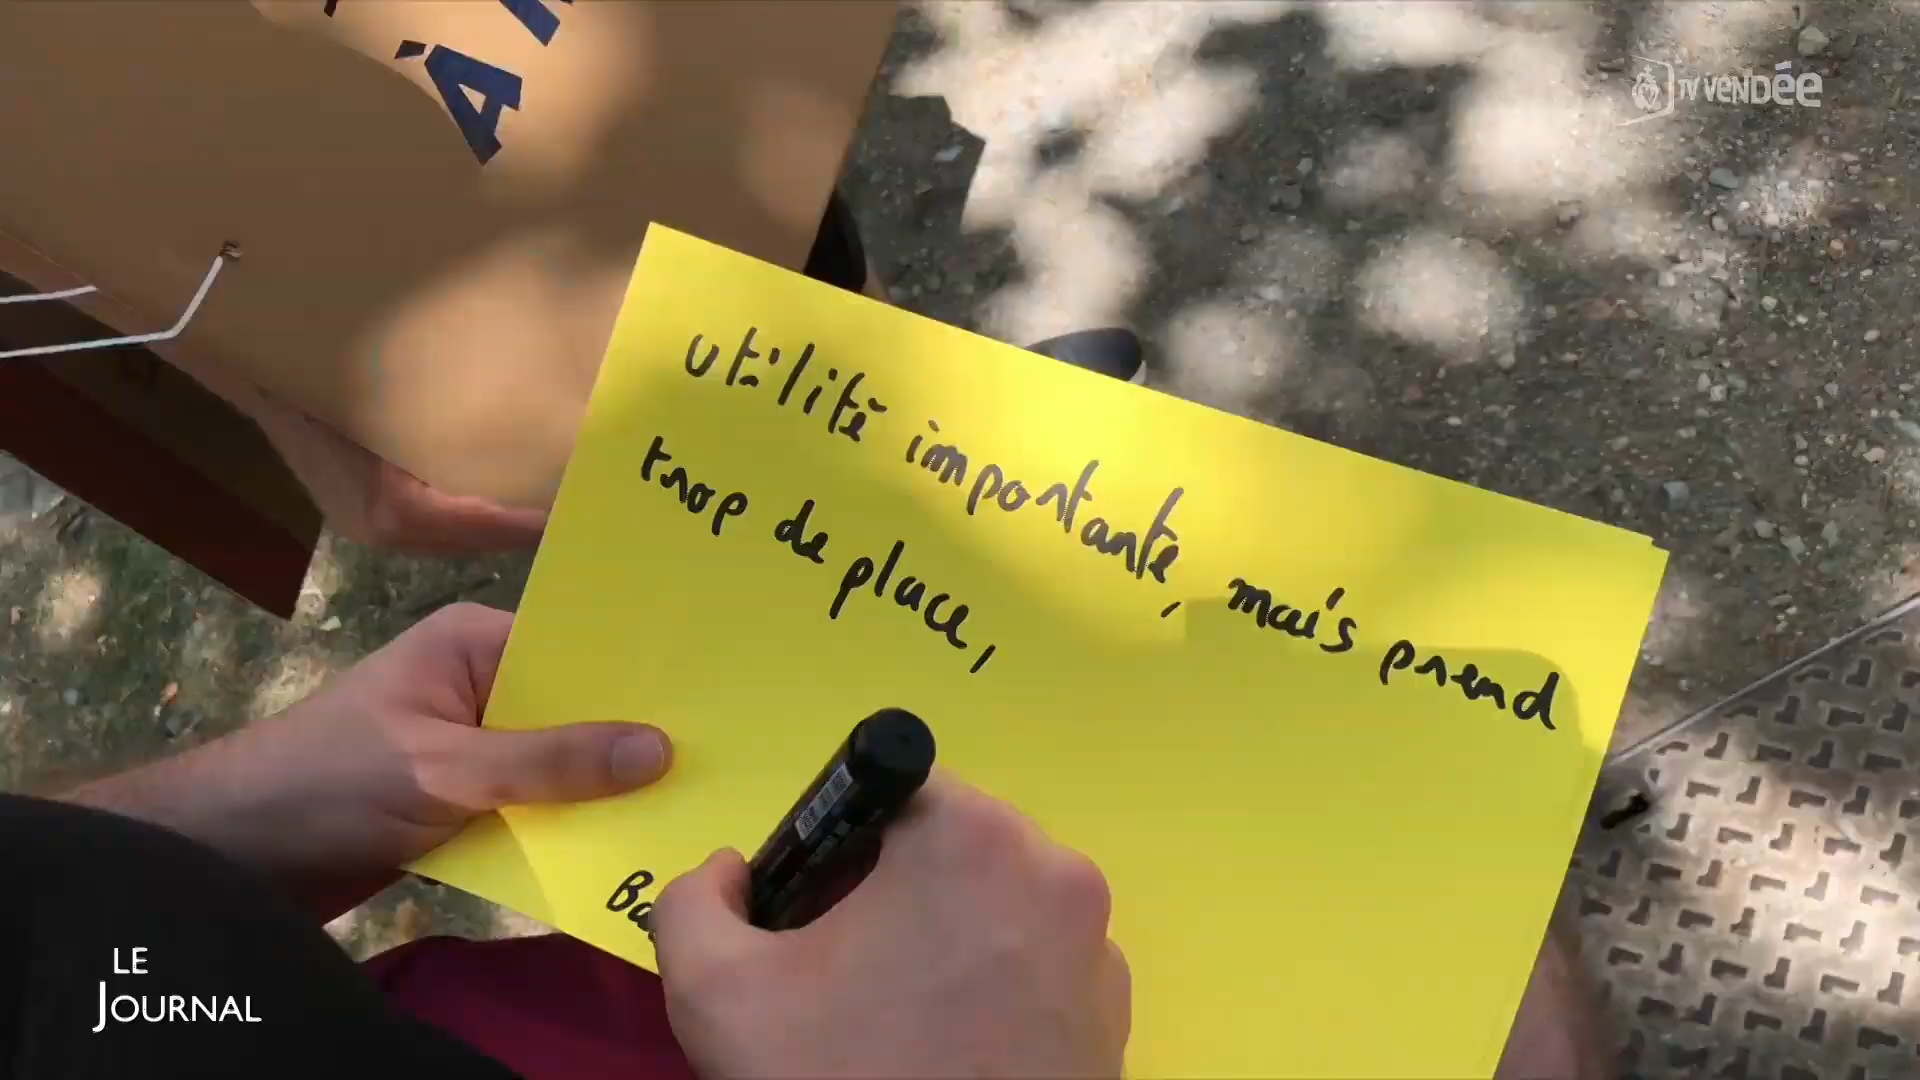 À
TV VENDÉE
utilité importante, mais prend
trop de place,
LE
JOURNAL